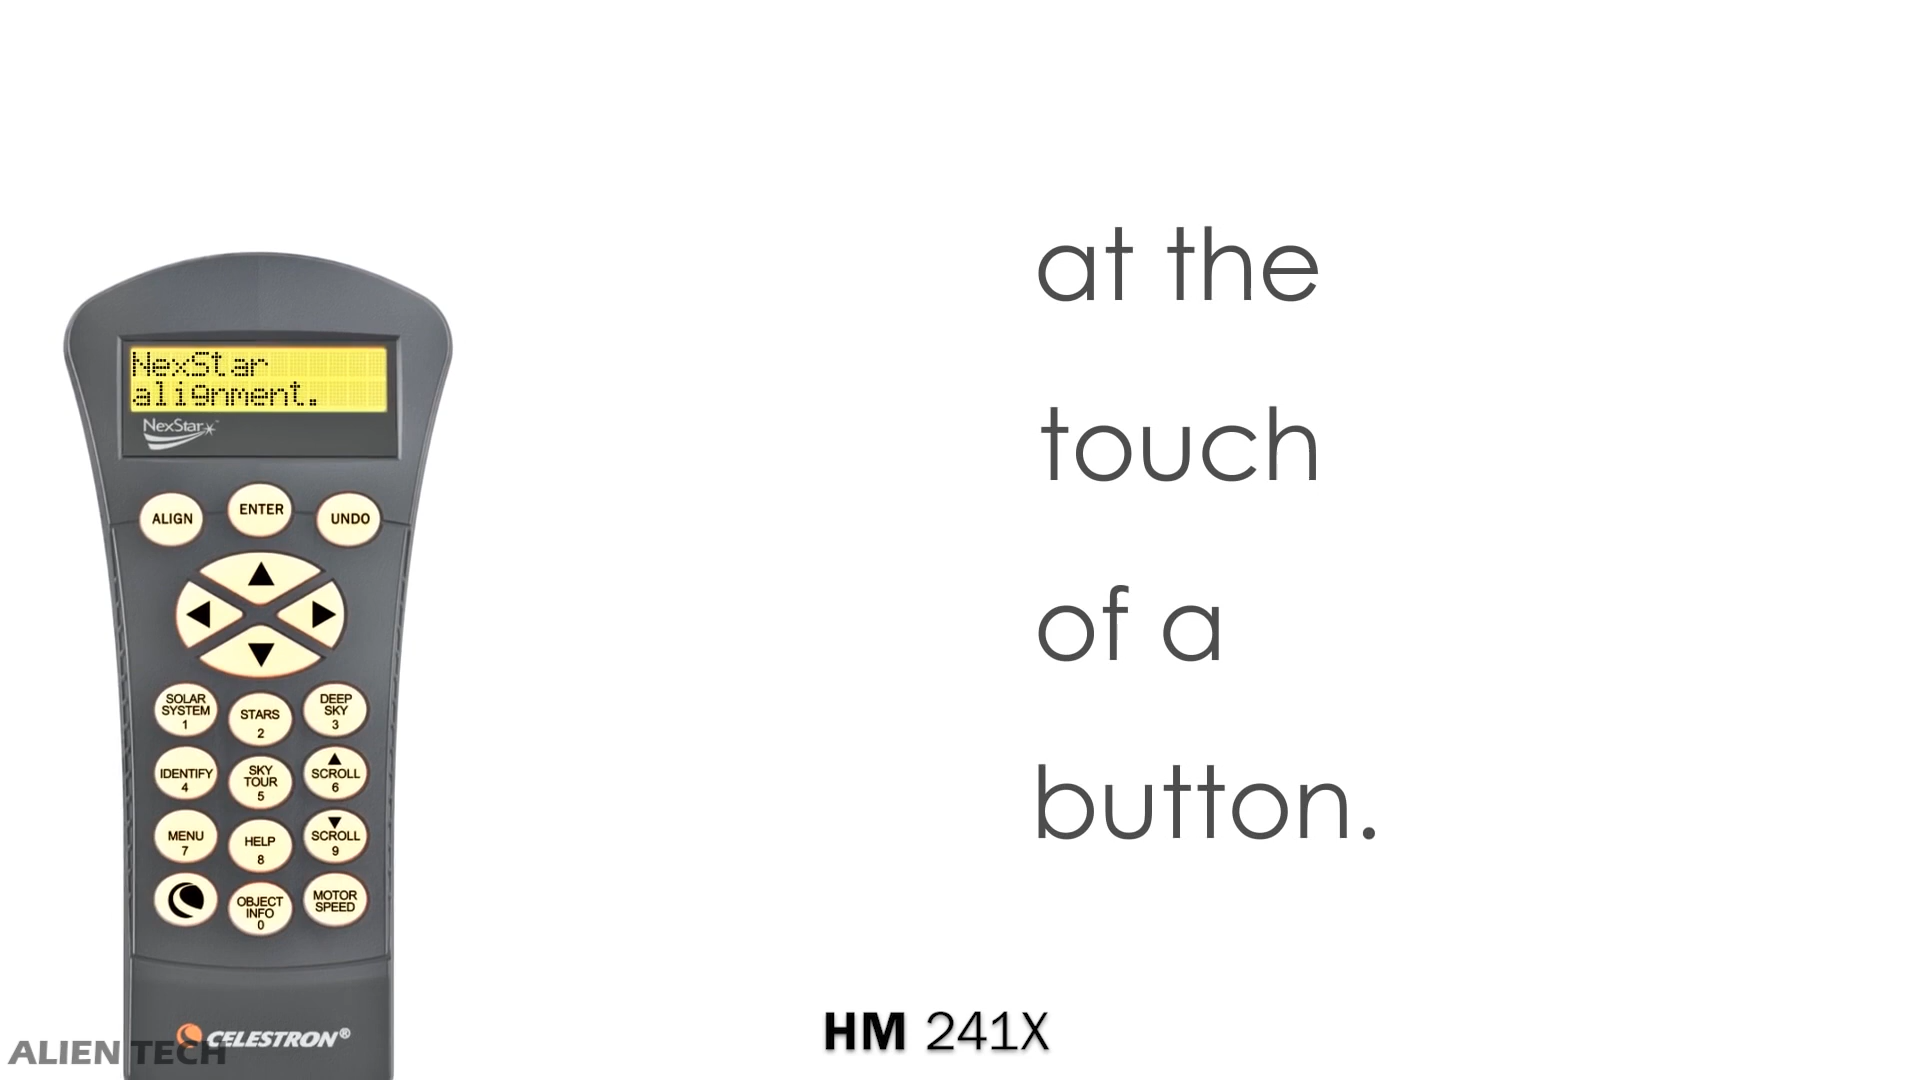 at the
touch
of a
button.
NexStar
alignment.
NexStar
ALIGN
ENTER
UNDO
SOLAR
SYSTEM
1
STARS
2
DEEP
SKY
3
IDENTIFY
4
SKY
TOUR
5
SCROLL
6
MENU
7
HELP
8
SCROLL
9
OBJECT
INFO
0
MOTOR
SPEED
CELESTRON®
ALIEN TECH
HM 241X